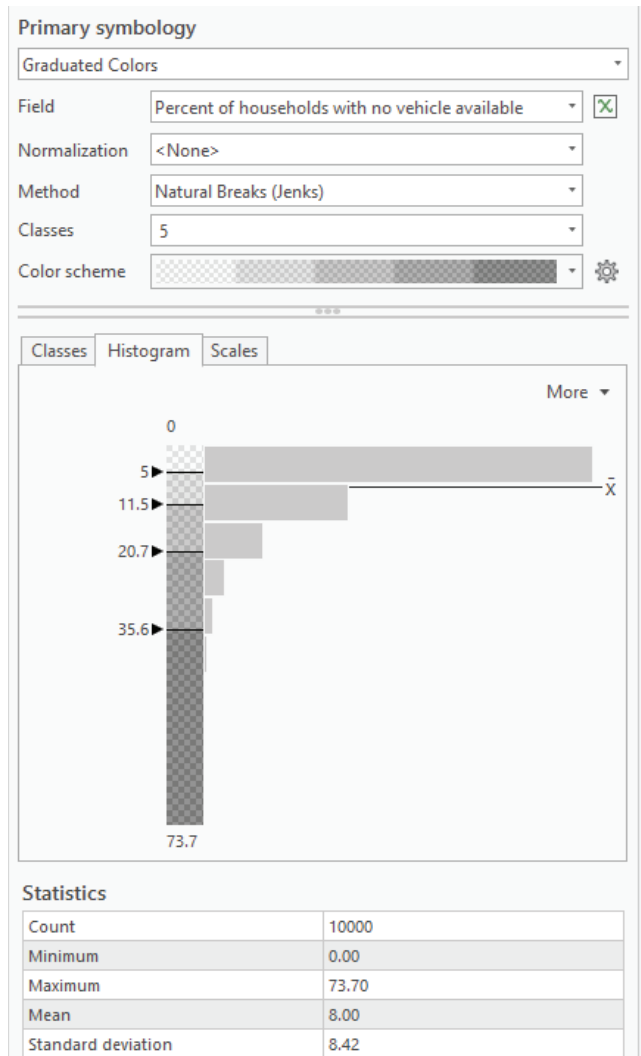 Primary symbology
Graduated Colors
Field Percent of households with no vehicle available
Normalization <None>
Method Natural Breaks (Jenks)
Classes 5
Color scheme
Classes Histogram Scales
More
0
5
x̄
11.5
20.7
35.6
73.7
Statistics
Count 10000
Minimum 0.00
Maximum 73.70
Mean 8.00
Standard deviation 8.42